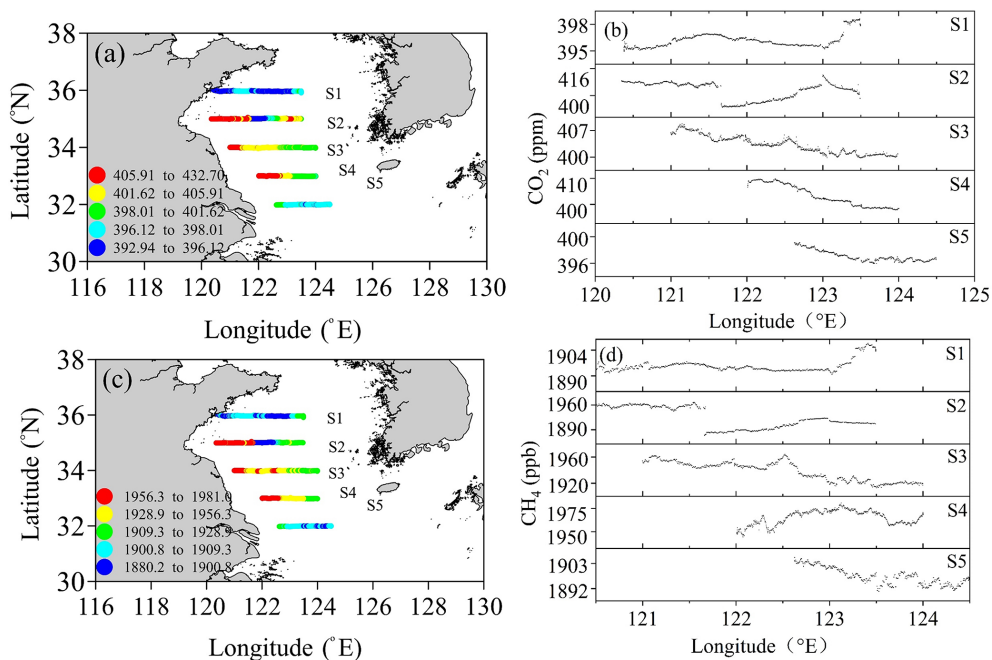 (a)
38
36
34
32
30
Latitude (°N)
S1
S2
S3`
S4
S5
405.91 to 432.70
401.62 to 405.91
398.01 to 401.62
396.12 to 398.01
392.94 to 396.12
116 118 120 122 124 126 128 130
Longitude (°E)
(b)
CO2 (ppm)
398
395
S1
416
400
S2
407
400
S3
410
400
S4
400
396
S5
120 121 122 123 124 125
Longitude (°E)
(c)
38
36
34
32
30
Latitude (°N)
S1
S2
S3`
S4
S5
1956.3 to 1981.0
1928.9 to 1956.3
1909.3 to 1928.9
1900.8 to 1909.3
1880.2 to 1900.8
116 118 120 122 124 126 128 130
Longitude (°E)
(d)
CH4 (ppb)
1904
1890
S1
1960
1890
S2
1960
1920
S3
1975
1950
S4
1903
1892
S5
121 122 123 124
Longitude (°E)